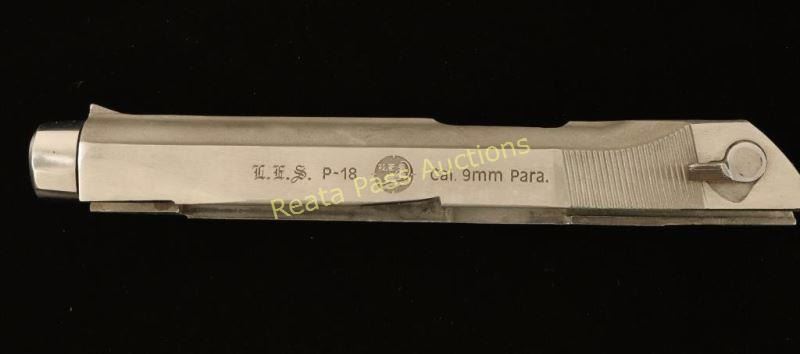 L.E.S. P-18 L.E.S. Cal. 9mm Para.
Reata Pass Auctions